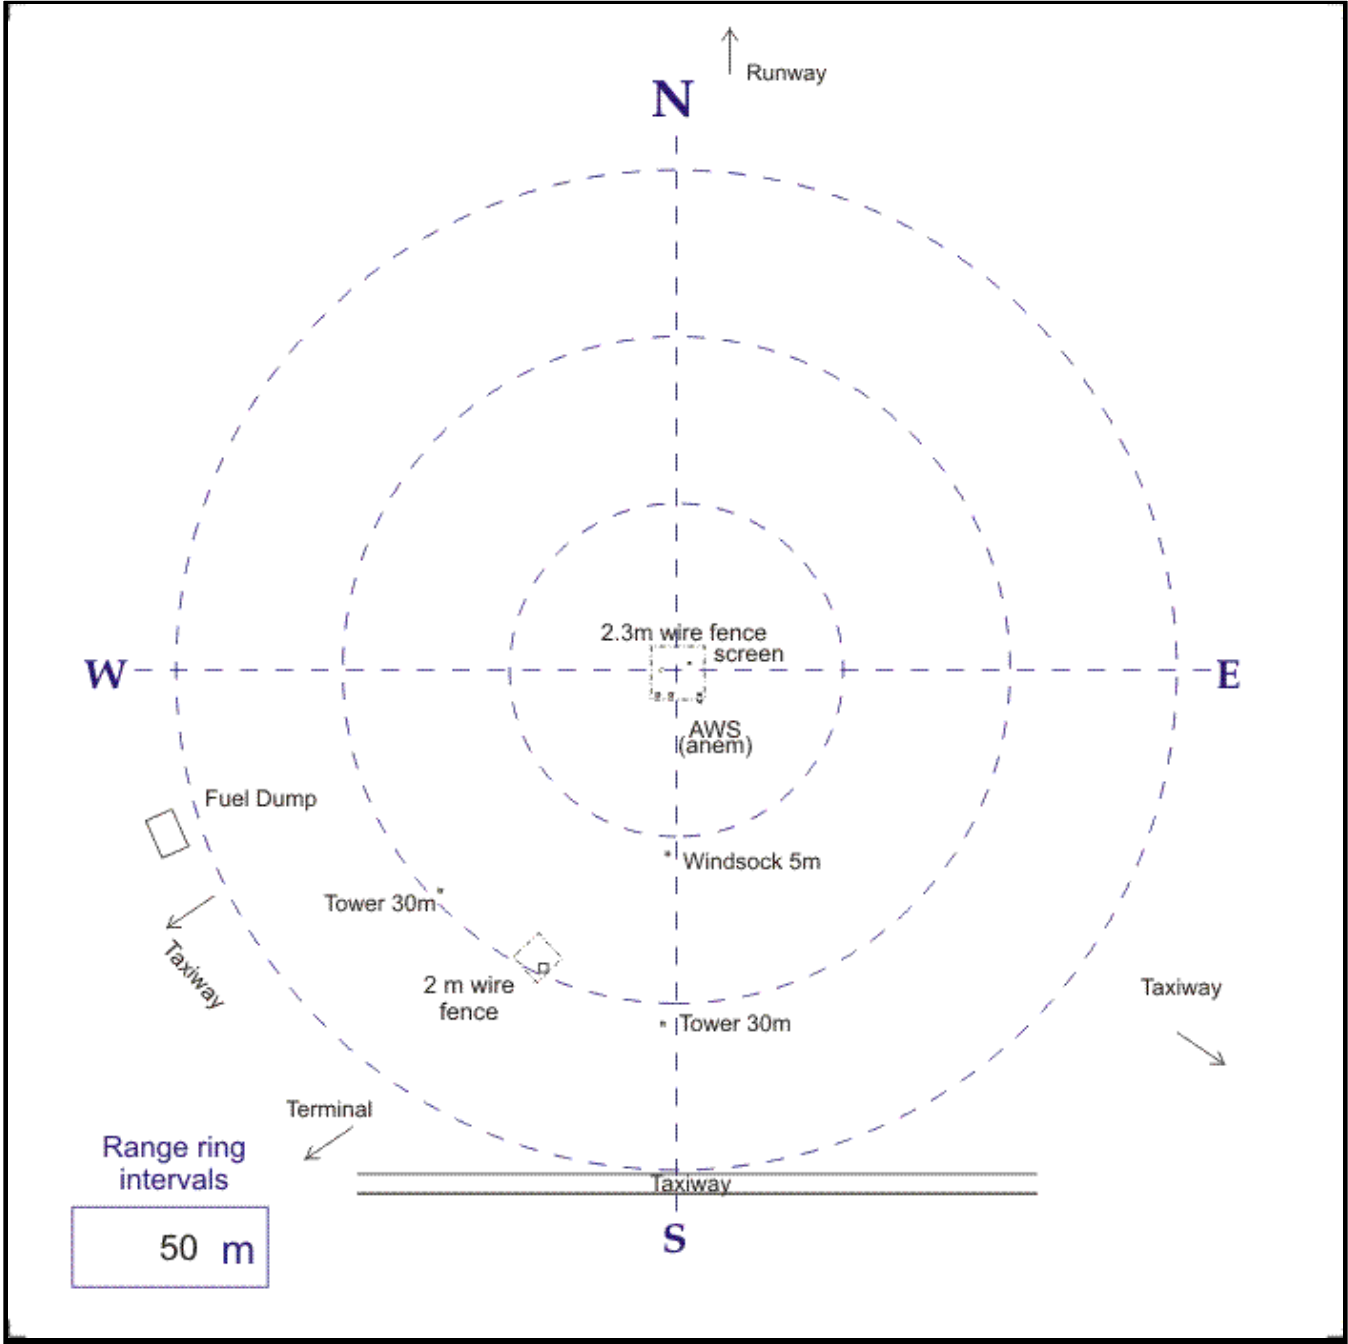 Runway
N
2.3m wire fence
screen
W
E
AWS
(anem)
Fuel Dump
Windsock 5m
Tower 30m
Taxiway
2 m wire
fence
Taxiway
Tower 30m
Terminal
Range ring
intervals
Taxiway
S
50 m